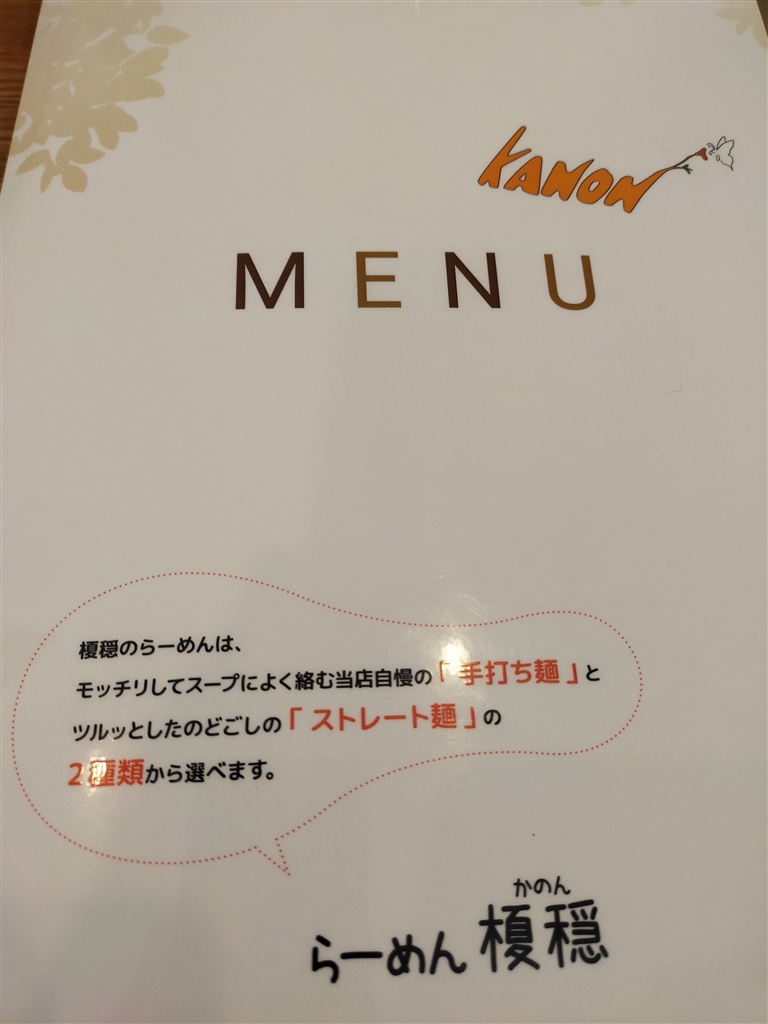 KANON
MENU
榎穏のらーめんは、
モッチリしてスープによく絡む当店自慢の「手打ち麺」と
ツルッとしたのどごしの「ストレート麺」の
2種類から選べます。
かのん
らーめん 榎穏